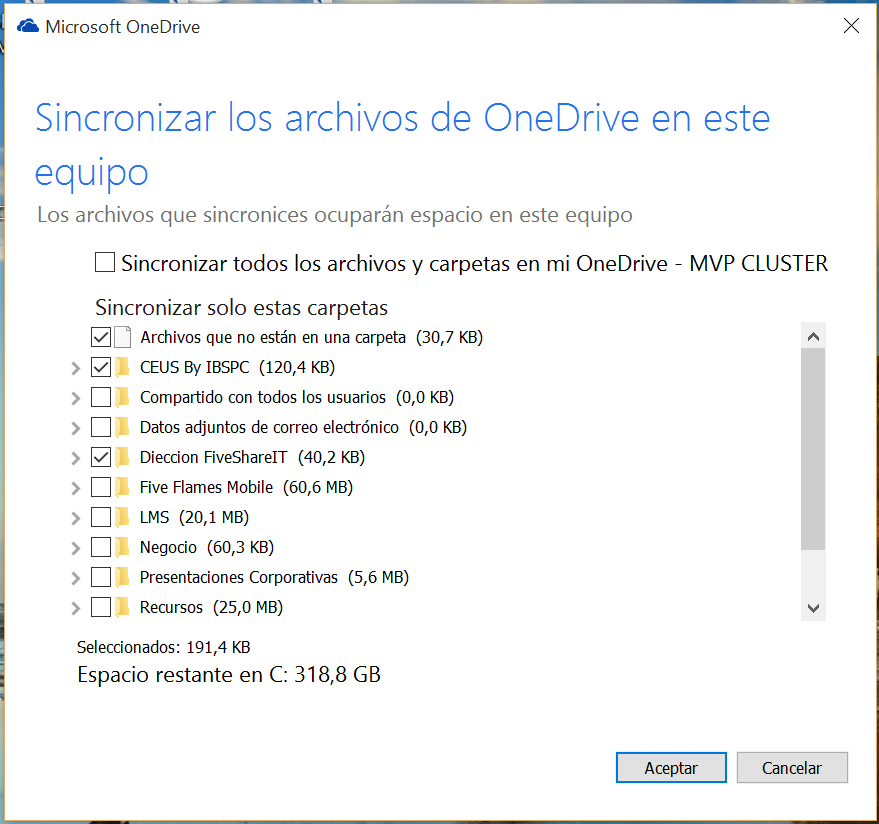 Microsoft OneDrive
Sincronizar los archivos de OneDrive en este
equipo
Los archivos que sincronices ocuparán espacio en este equipo
Sincronizar todos los archivos y carpetas en mi OneDrive - MVP CLUSTER
Sincronizar solo estas carpetas
Archivos que no están en una carpeta (30,7 KB)
CEUS By IBSPC (120,4 KB)
Compartido con todos los usuarios (0,0 KB)
Datos adjuntos de correo electrónico (0,0 KB)
Dieccion FiveShareIT (40,2 KB)
Five Flames Mobile (60,6 MB)
LMS (20,1 MB)
Negocio (60,3 KB)
Presentaciones Corporativas (5,6 MB)
Recursos (25,0 MB)
Seleccionados: 191,4 KB
Espacio restante en C: 318,8 GB
Aceptar Cancelar